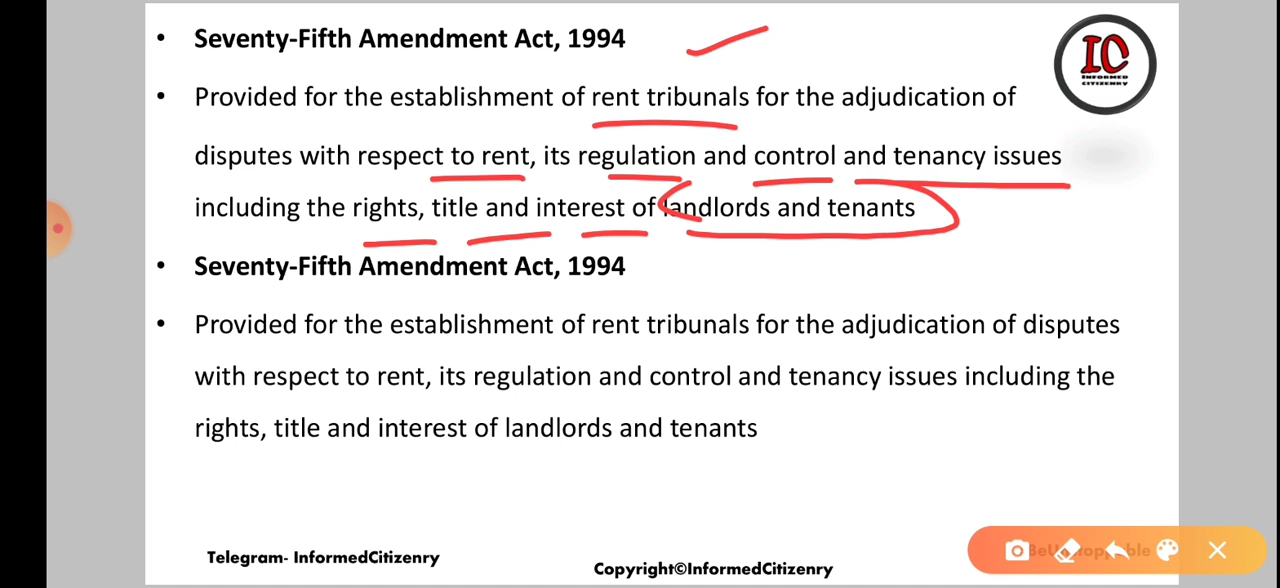 Seventy-Fifth Amendment Act, 1994
IC
INFORMED
CITIZENRY
Provided for the establishment of rent tribunals for the adjudication of
disputes with respect to rent, its regulation and control and tenancy issues
including the rights, title and interest of landlords and tenants
Seventy-Fifth Amendment Act, 1994
Provided for the establishment of rent tribunals for the adjudication of disputes
with respect to rent, its regulation and control and tenancy issues including the
rights, title and interest of landlords and tenants
Telegram- InformedCitizenry
Copyright©InformedCitizenry